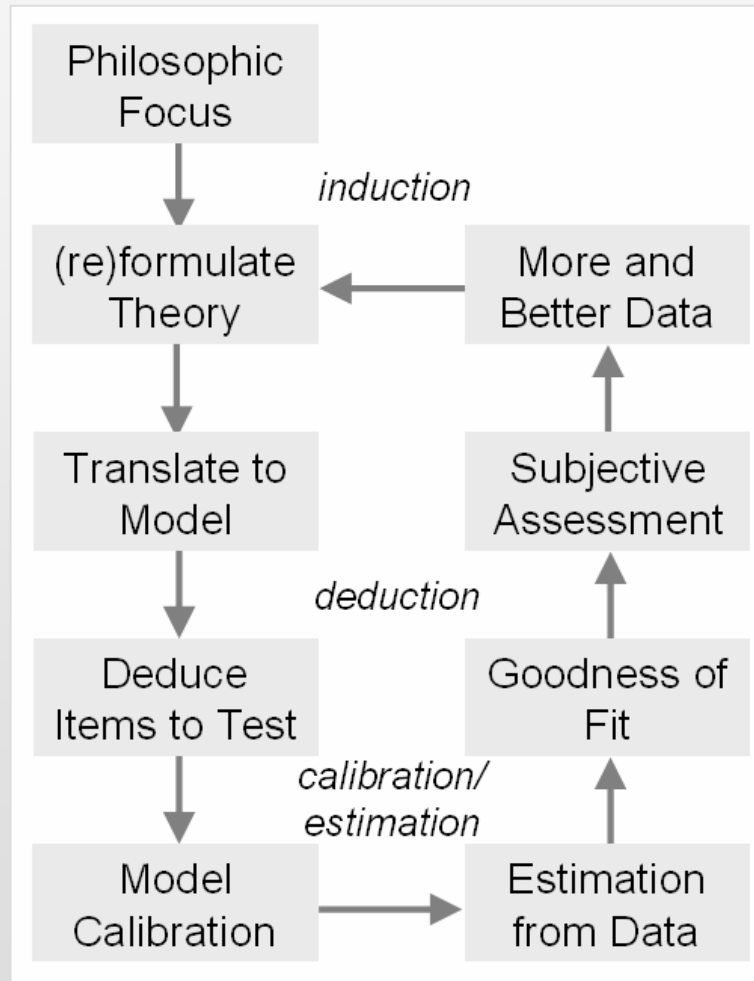 Philosophic
Focus
induction
(re)formulate
Theory
More and
Better Data
Translate to
Model
Subjective
Assessment
deduction
Deduce
Items to Test
Goodness of
Fit
calibration/
estimation
Model
Calibration
Estimation
from Data